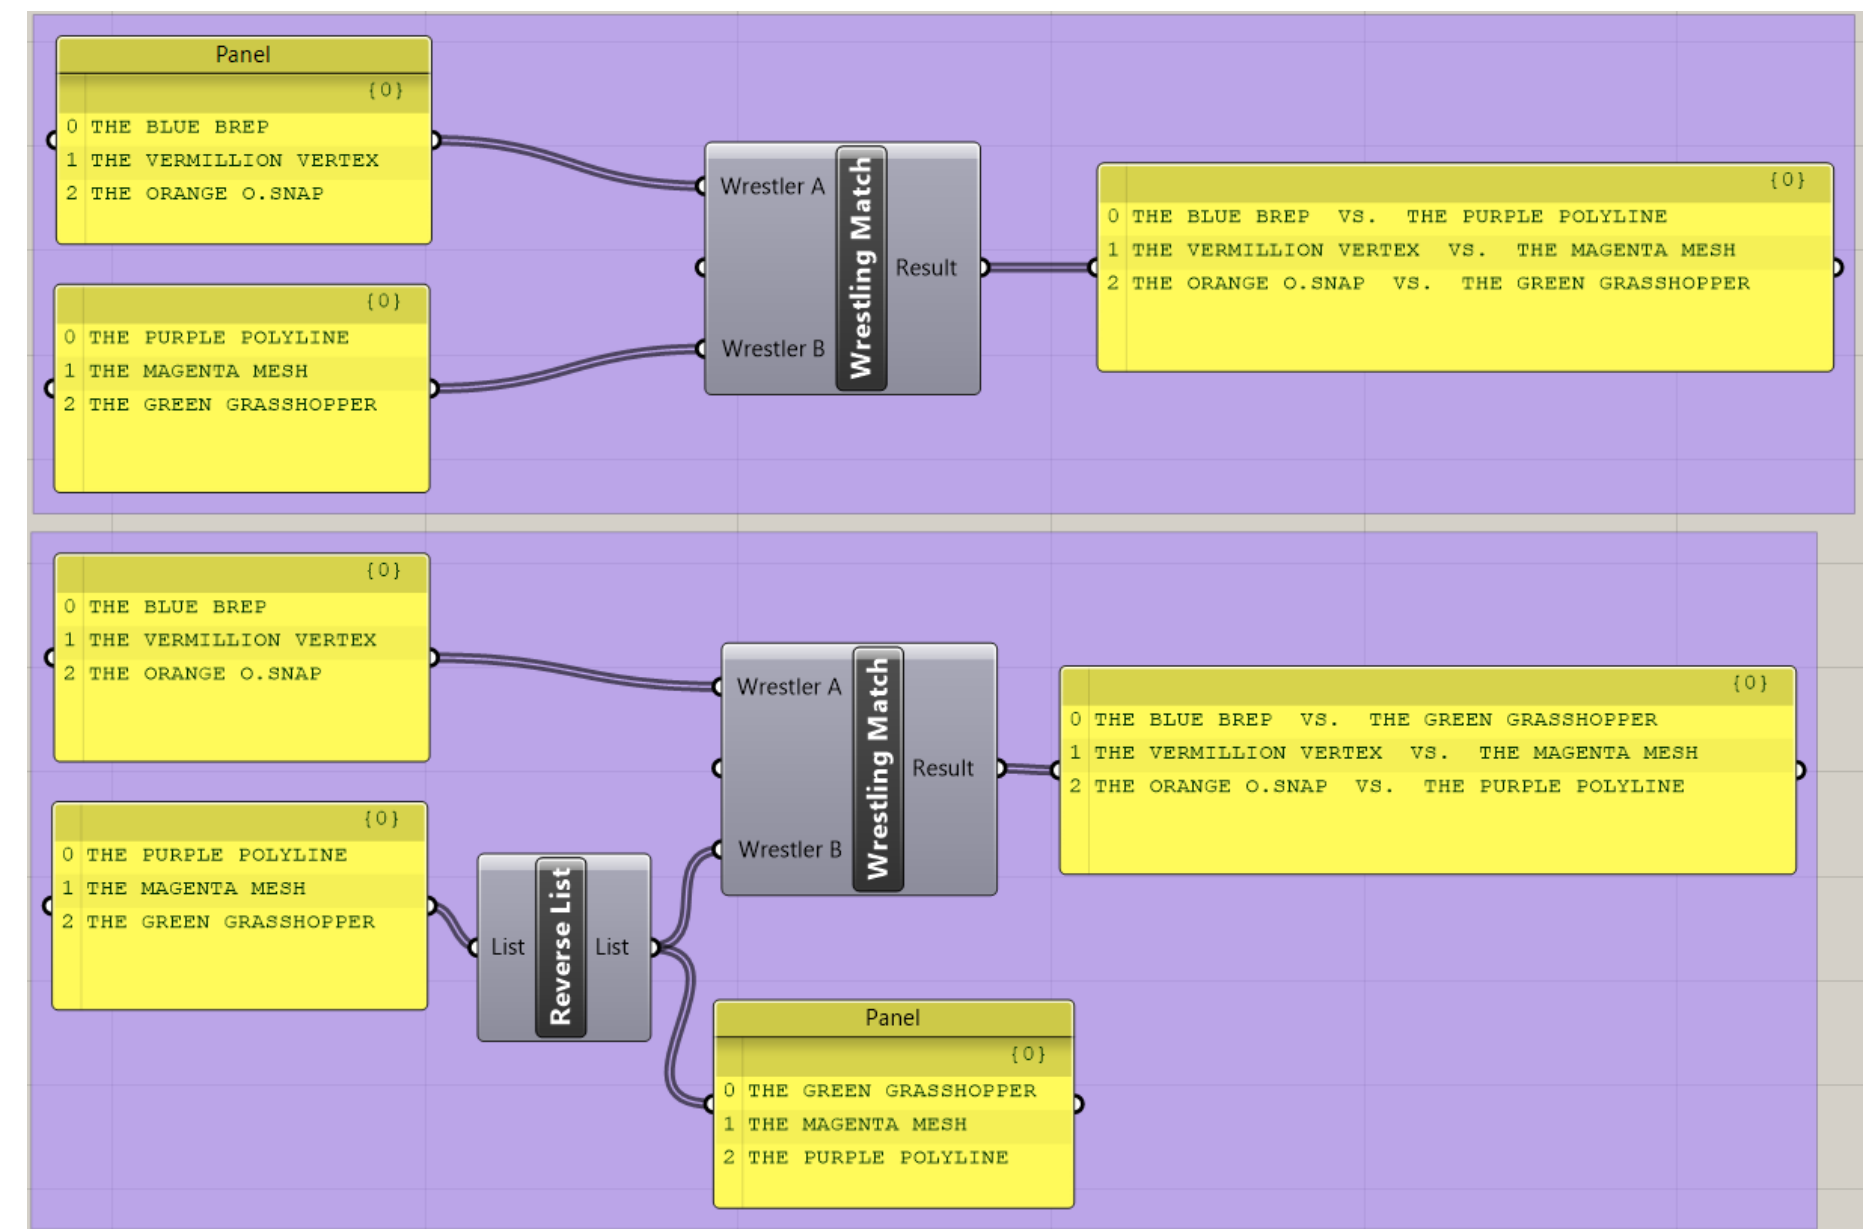 Panel
{0}
0 THE BLUE BREP
1 THE VERMILLION VERTEX
2 THE ORANGE O.SNAP
{0}
0 THE PURPLE POLYLINE
1 THE MAGENTA MESH
2 THE GREEN GRASSHOPPER
Wrestler A
Wrestler B
Wrestling Match
Result
{0}
0 THE BLUE BREP VS. THE PURPLE POLYLINE
1 THE VERMILLION VERTEX VS. THE MAGENTA MESH
2 THE ORANGE O.SNAP VS. THE GREEN GRASSHOPPER
{0}
0 THE BLUE BREP
1 THE VERMILLION VERTEX
2 THE ORANGE O.SNAP
{0}
0 THE PURPLE POLYLINE
1 THE MAGENTA MESH
2 THE GREEN GRASSHOPPER
List
Reverse List
List
Wrestler A
Wrestler B
Wrestling Match
Result
{0}
0 THE BLUE BREP VS. THE GREEN GRASSHOPPER
1 THE VERMILLION VERTEX VS. THE MAGENTA MESH
2 THE ORANGE O.SNAP VS. THE PURPLE POLYLINE
Panel
{0}
0 THE GREEN GRASSHOPPER
1 THE MAGENTA MESH
2 THE PURPLE POLYLINE